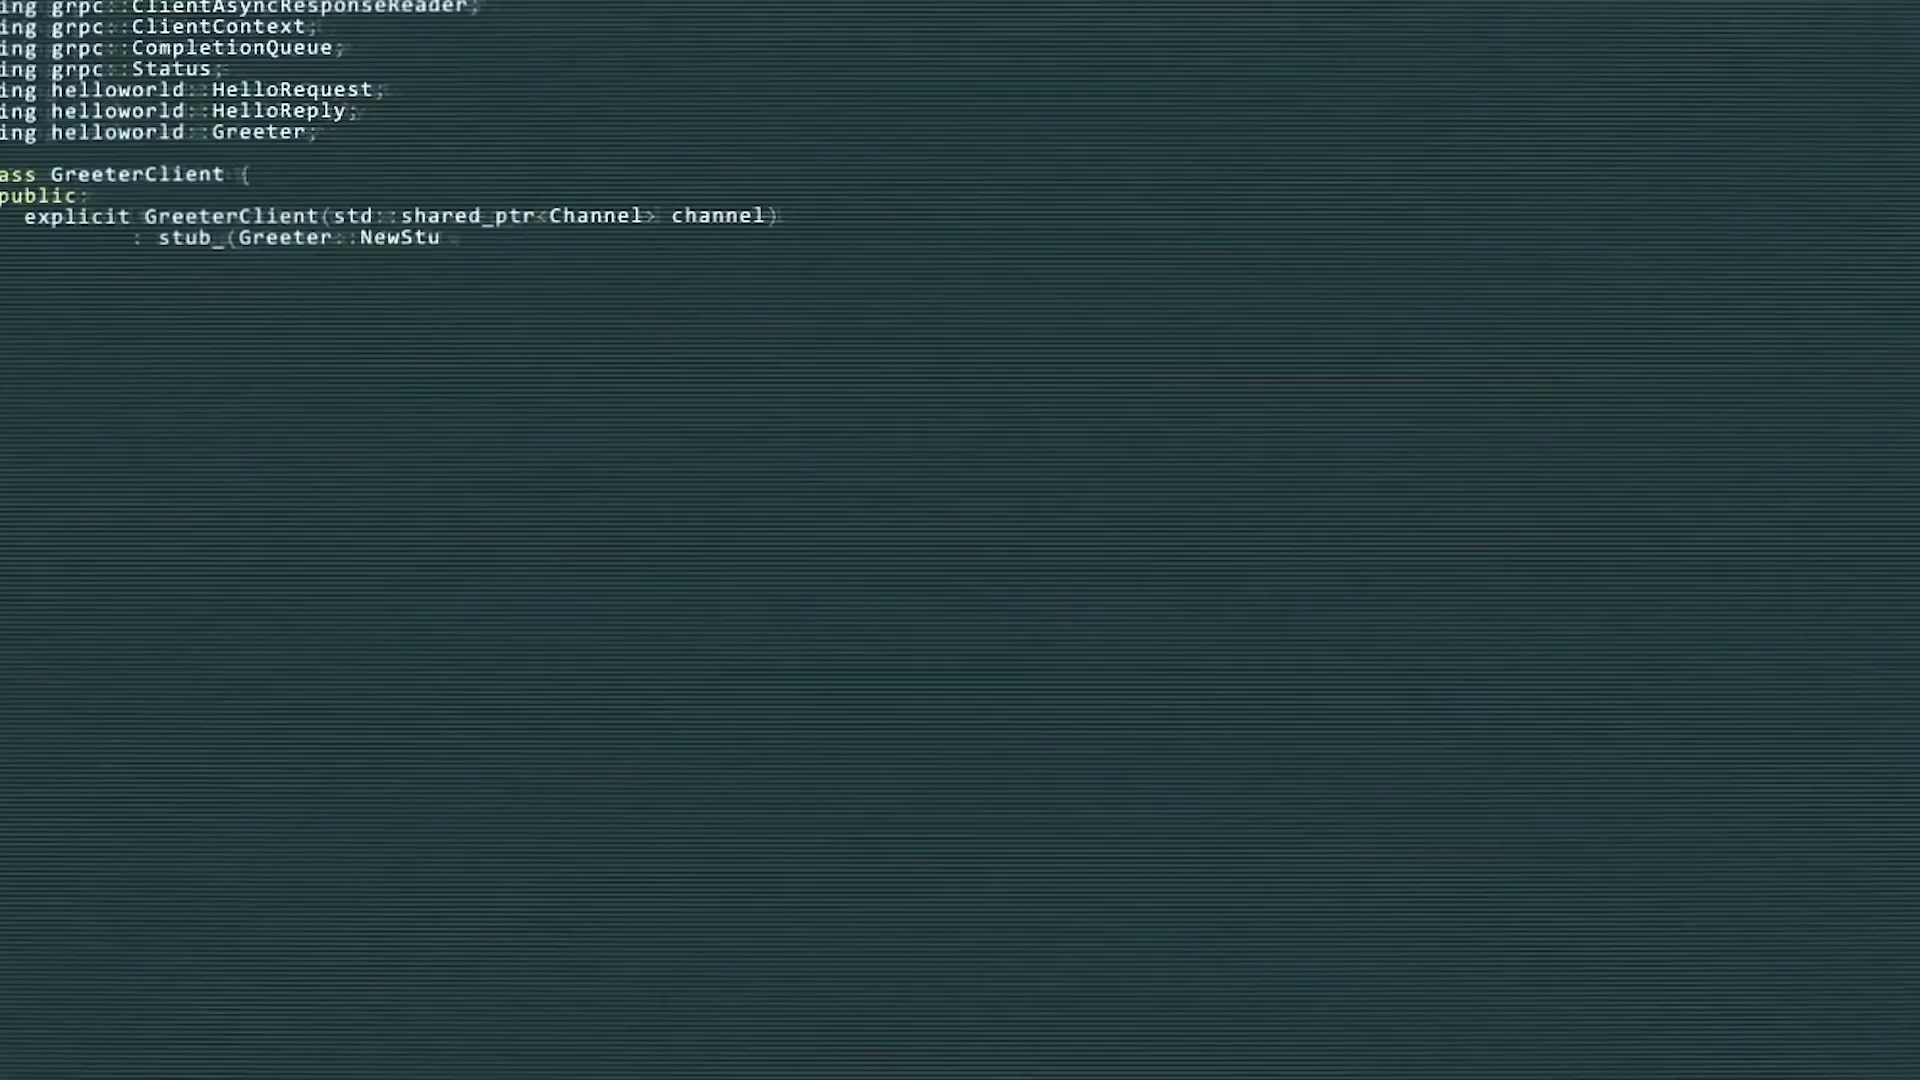 ing grpc::ClientAsyncResponseReader;
ing grpc::ClientContext;
ing grpc::CompletionQueue;
ing grpc::Status;
ing helloworld::HelloRequest;
ing helloworld::HelloReply;
ing helloworld::Greeter;
ass GreeterClient {
public:
explicit GreeterClient(std::shared_ptr<Channel> channel)
: stub_(Greeter::NewStu